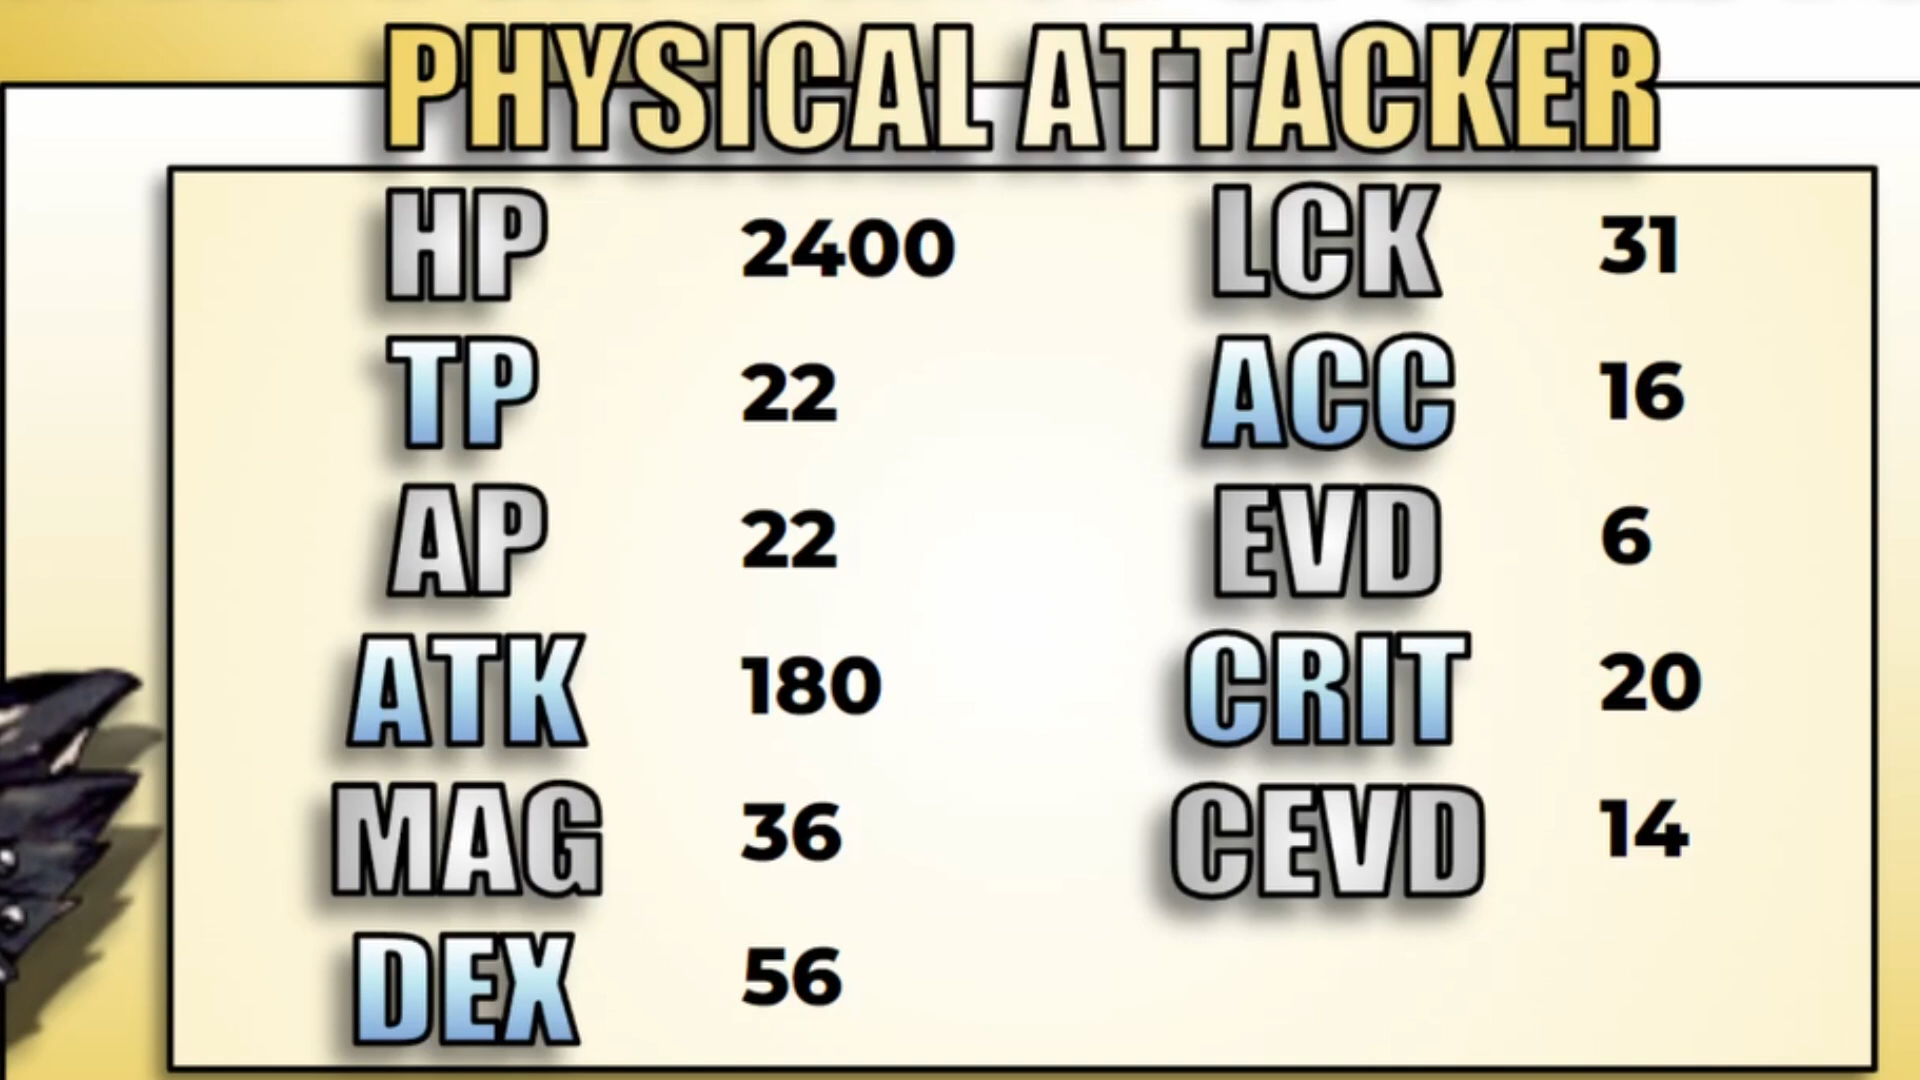 PHYSICAL ATTACKER
HP 2400 LCK 31
TP 22 ACC 16
AP 22 EVD 6
ATK 180 CRIT 20
MAG 36 CEVD 14
DEX 56